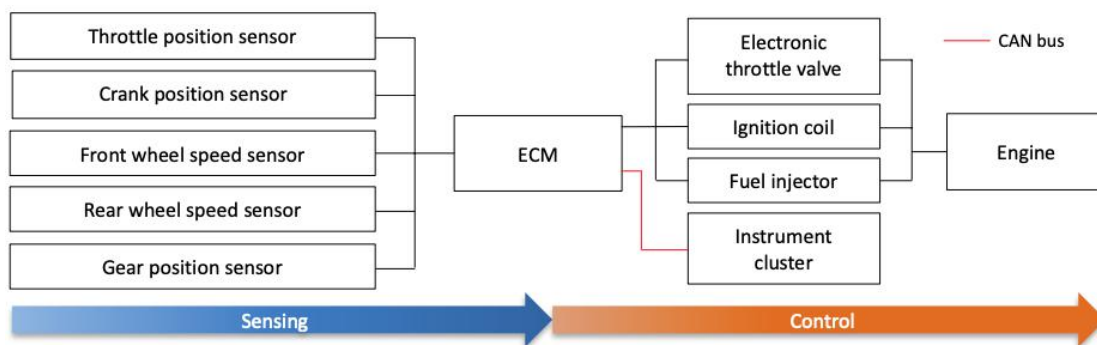 Throttle position sensor
Crank position sensor
Front wheel speed sensor
Rear wheel speed sensor
Gear position sensor
ECM
Electronic
throttle valve
Ignition coil
Fuel injector
Instrument
cluster
Engine
CAN bus
Sensing
Control